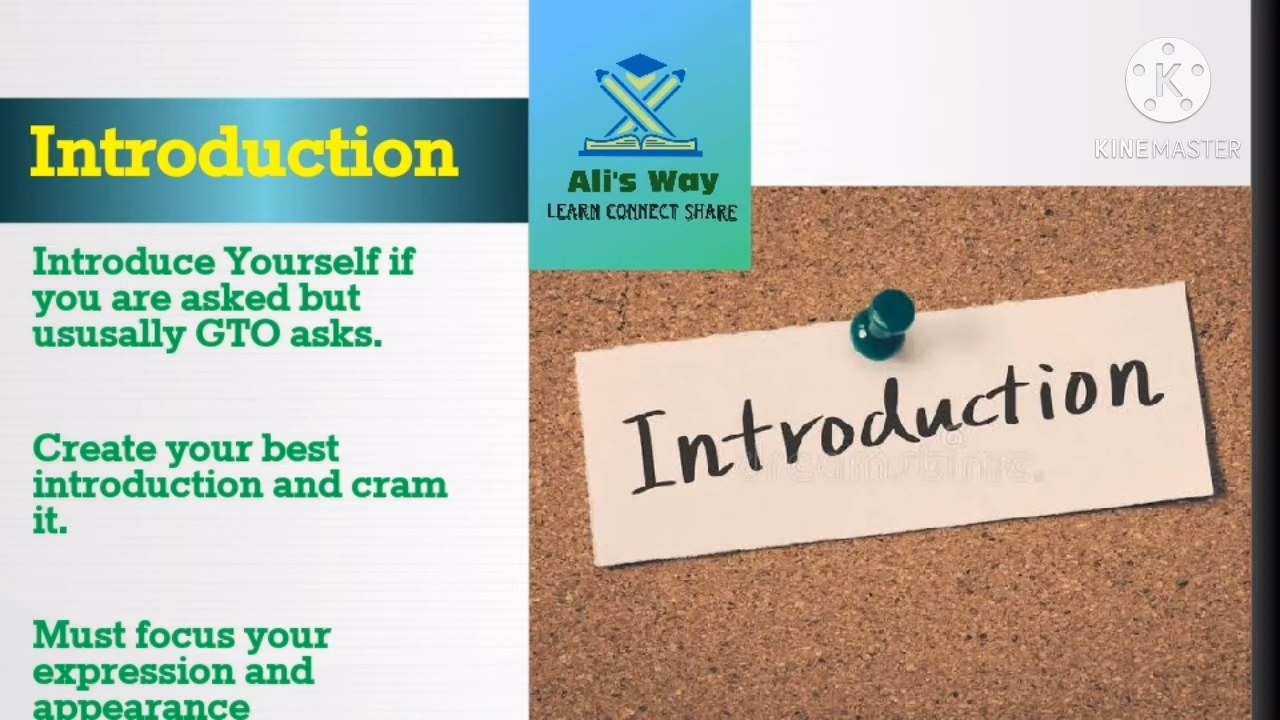 Introduction
Introduce Yourself if
you are asked but
ususally GTO asks.
Create your best
introduction and cram
it.
Must focus your
expression and
appearance
Ali's Way
LEARN CONNECT SHARE
K
KINEMASTER
Introduction
dreamstime.